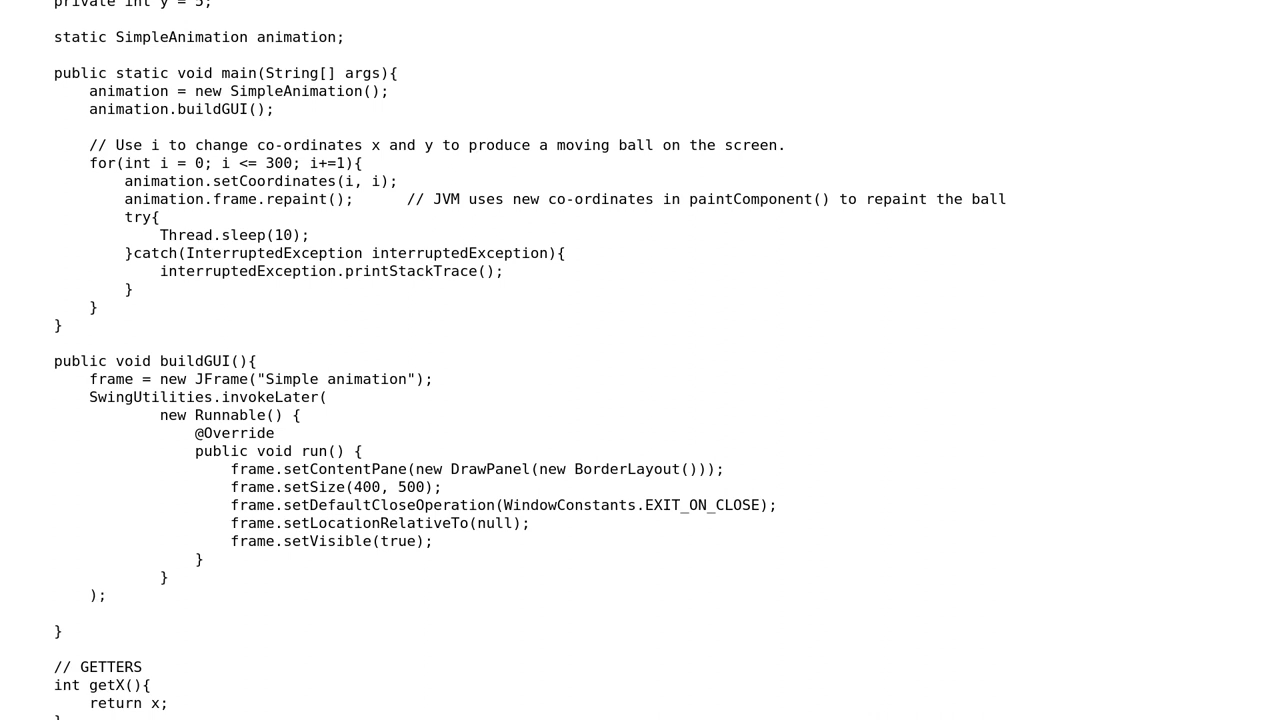 private int y = 5;
static SimpleAnimation animation;
public static void main(String[] args){
animation = new SimpleAnimation();
animation.buildGUI();
// Use i to change co-ordinates x and y to produce a moving ball on the screen.
for(int i = 0; i <= 300; i+=1){
animation.setCoordinates(i, i);
animation.frame.repaint();      // JVM uses new co-ordinates in paintComponent() to repaint the ball
try{
Thread.sleep(10);
}catch(InterruptedException interruptedException){
interruptedException.printStackTrace();
}
}
}
public void buildGUI(){
frame = new JFrame("Simple animation");
SwingUtilities.invokeLater(
new Runnable() {
@Override
public void run() {
frame.setContentPane(new DrawPanel(new BorderLayout()));
frame.setSize(400, 500);
frame.setDefaultCloseOperation(WindowConstants.EXIT_ON_CLOSE);
frame.setLocationRelativeTo(null);
frame.setVisible(true);
}
}
);
}
// GETTERS
int getX(){
return x;
}